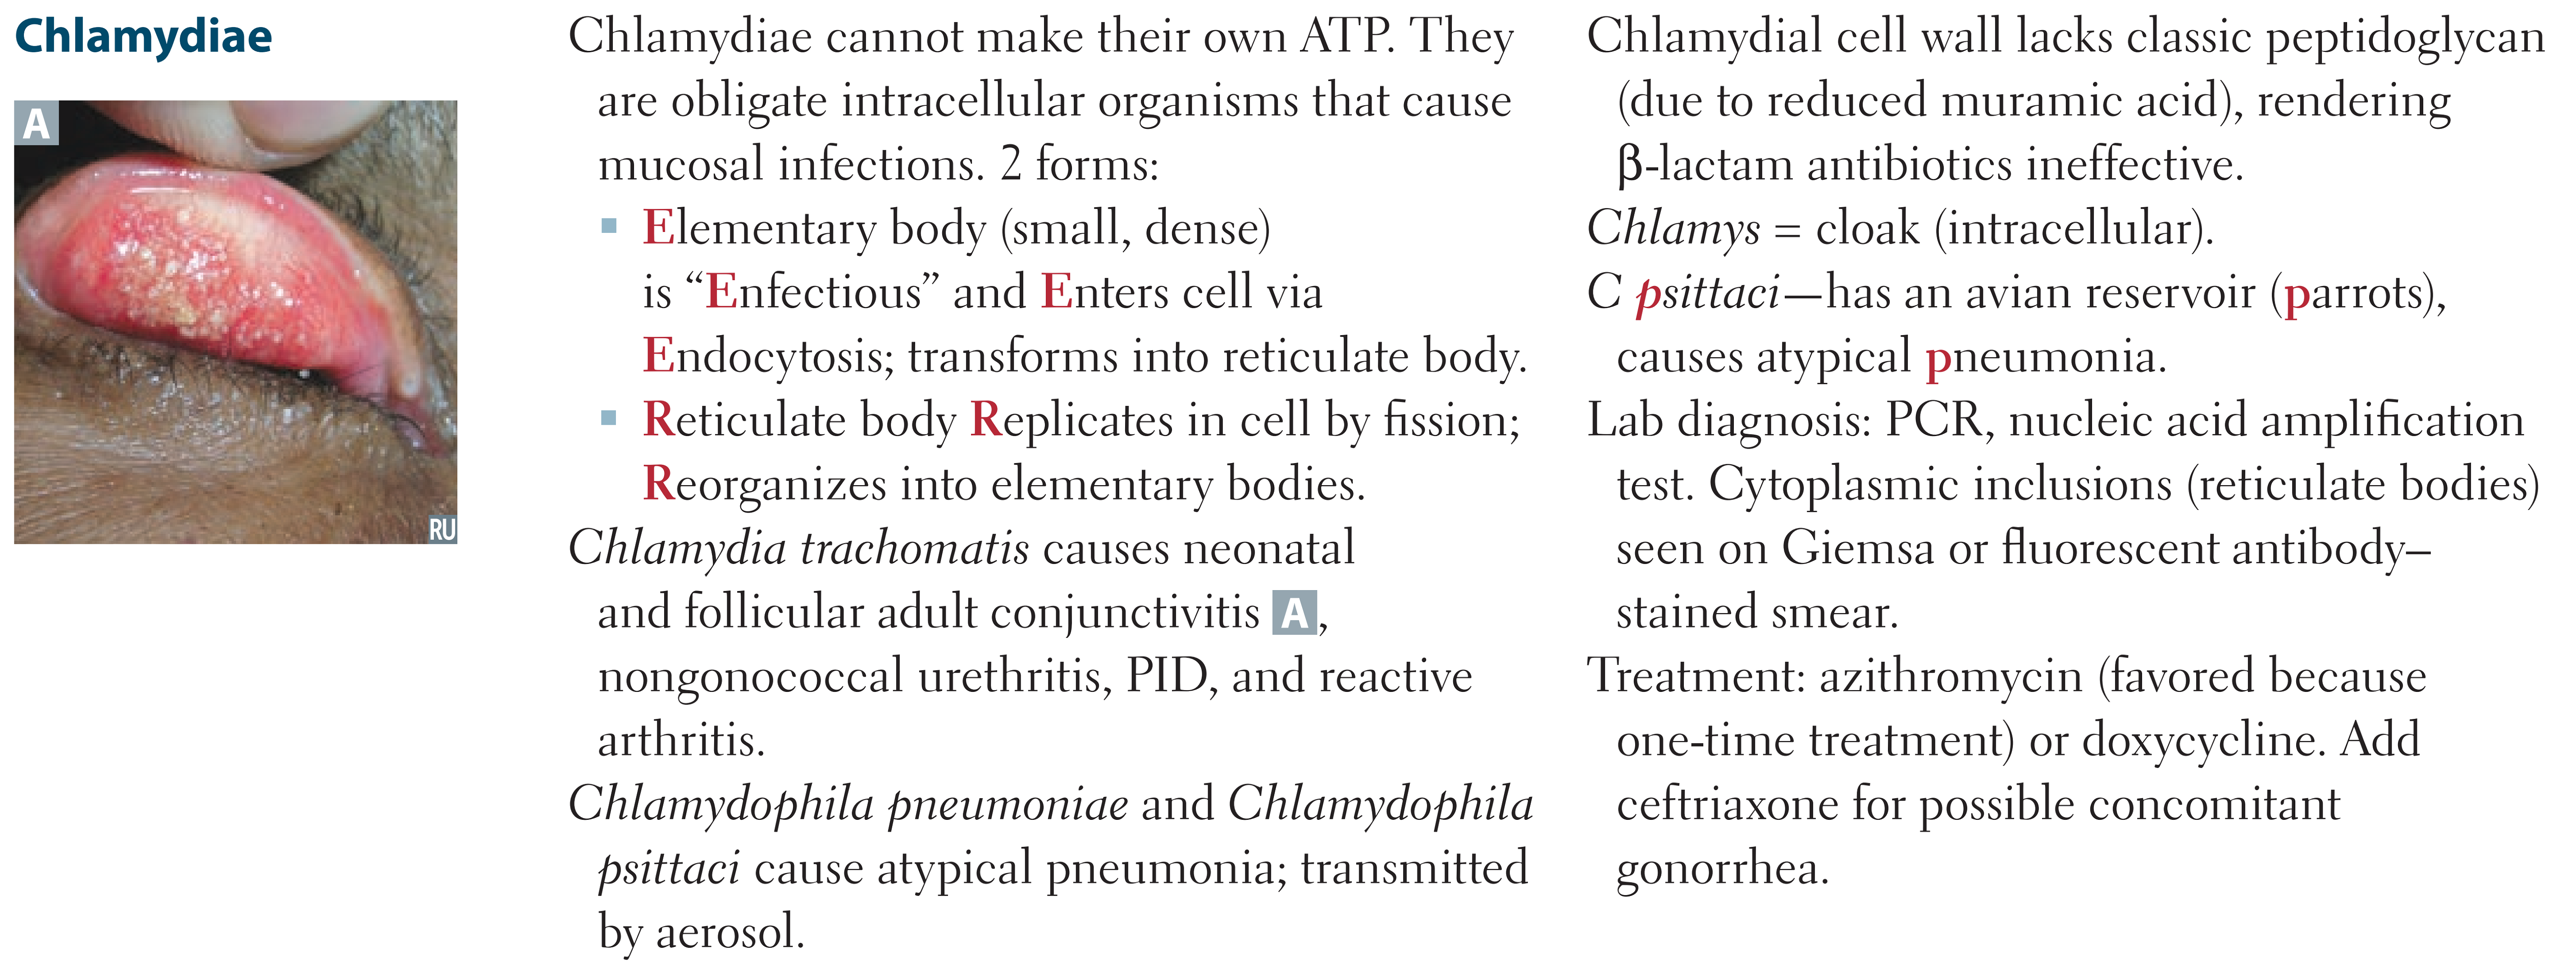 Chlamydiae
A
RU
Chlamydiae cannot make their own ATP. They
are obligate intracellular organisms that cause
mucosal infections. 2 forms:
▪ Elementary body (small, dense)
is “Enfectious” and Enters cell via
Endocytosis; transforms into reticulate body.
▪ Reticulate body Replicates in cell by fission;
Reorganizes into elementary bodies.
Chlamydia trachomatis causes neonatal
and follicular adult conjunctivitis A,
nongonococcal urethritis, PID, and reactive
arthritis.
Chlamydophila pneumoniae and Chlamydophila
psittaci cause atypical pneumonia; transmitted
by aerosol.
Chlamydial cell wall lacks classic peptidoglycan
(due to reduced muramic acid), rendering
β-lactam antibiotics ineffective.
Chlamys = cloak (intracellular).
C psittaci—has an avian reservoir (parrots),
causes atypical pneumonia.
Lab diagnosis: PCR, nucleic acid amplification
test. Cytoplasmic inclusions (reticulate bodies)
seen on Giemsa or fluorescent antibody–
stained smear.
Treatment: azithromycin (favored because
one-time treatment) or doxycycline. Add
ceftriaxone for possible concomitant
gonorrhea.